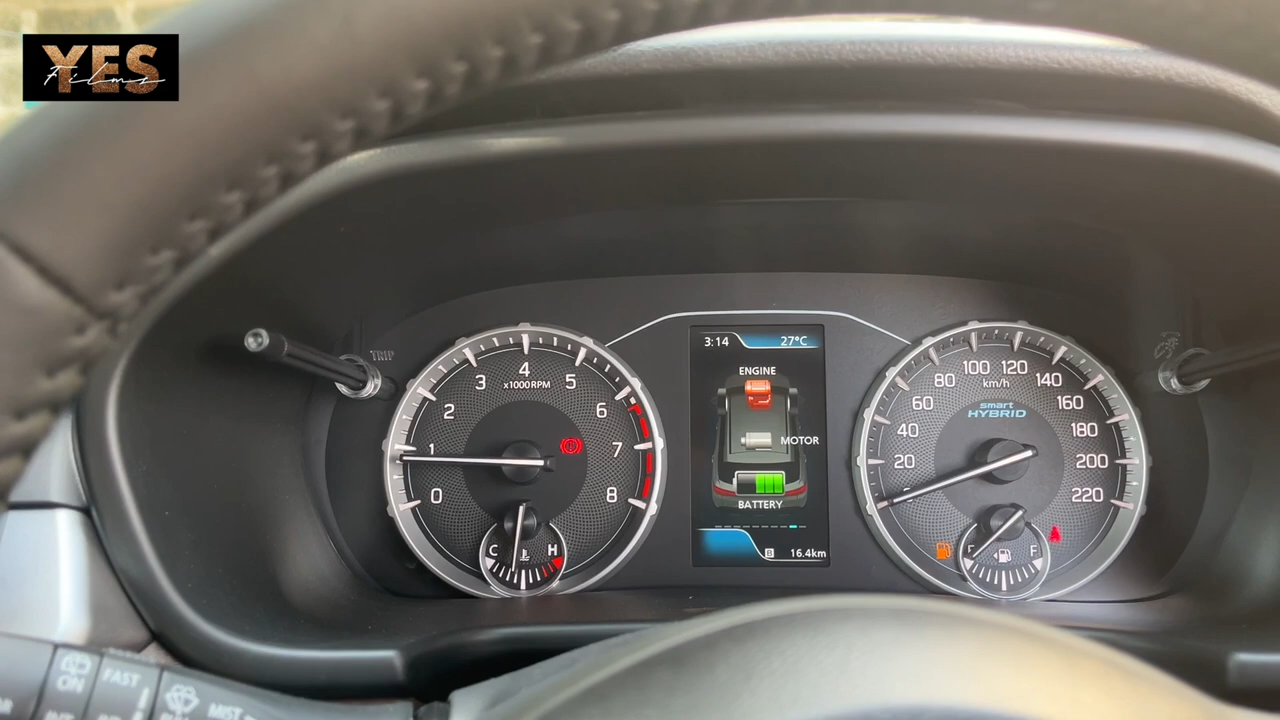 YES
Films
TRIP
0
1
2
3
4
5
6
7
8
x1000RPM
C
H
3:14
27°C
ENGINE
MOTOR
BATTERY
B
16.4km
20
40
60
80
100
120
140
160
180
200
220
km/h
smart
HYBRID
F
ON
FAST
MIST